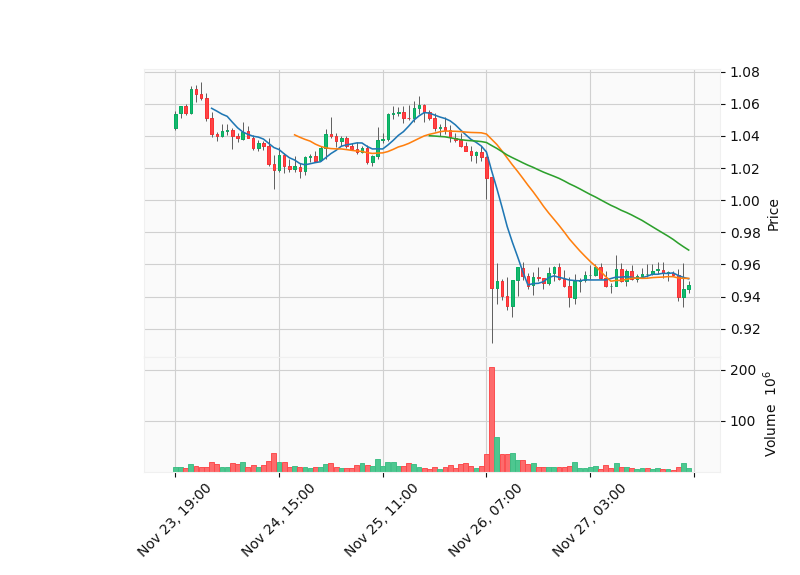 1.08
1.06
1.04
1.02
1.00
0.98
0.96
0.94
0.92
Price
200
100
Volume 10⁶
Nov 23, 19:00
Nov 24, 15:00
Nov 25, 11:00
Nov 26, 07:00
Nov 27, 03:00